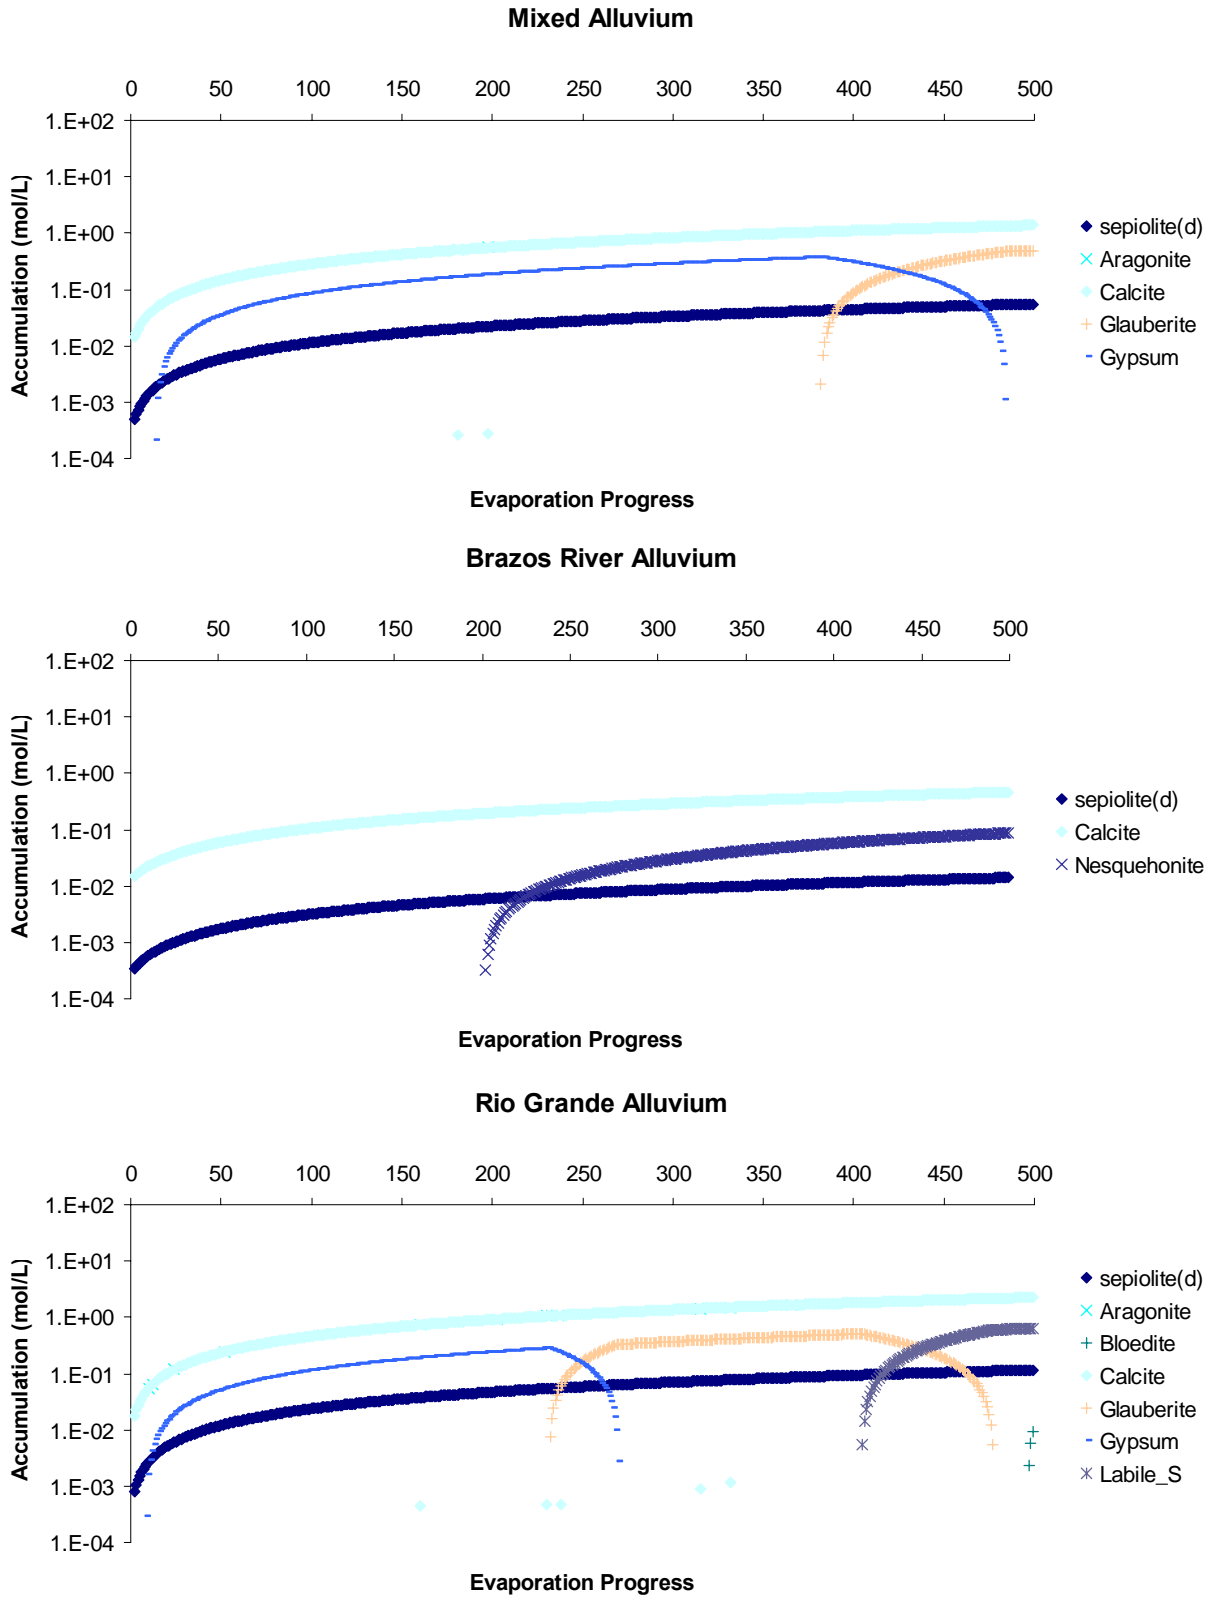 Mixed Alluvium
0 50 100 150 200 250 300 350 400 450 500
1.E+02
1.E+01
1.E+00
1.E-01
1.E-02
1.E-03
1.E-04
Accumulation (mol/L)
Evaporation Progress
sepiolite(d)
Aragonite
Calcite
Glauberite
Gypsum
Brazos River Alluvium
0 50 100 150 200 250 300 350 400 450 500
1.E+02
1.E+01
1.E+00
1.E-01
1.E-02
1.E-03
1.E-04
Accumulation (mol/L)
Evaporation Progress
sepiolite(d)
Calcite
Nesquehonite
Rio Grande Alluvium
0 50 100 150 200 250 300 350 400 450 500
1.E+02
1.E+01
1.E+00
1.E-01
1.E-02
1.E-03
1.E-04
Accumulation (mol/L)
Evaporation Progress
sepiolite(d)
Aragonite
Bloedite
Calcite
Glauberite
Gypsum
Labile_S